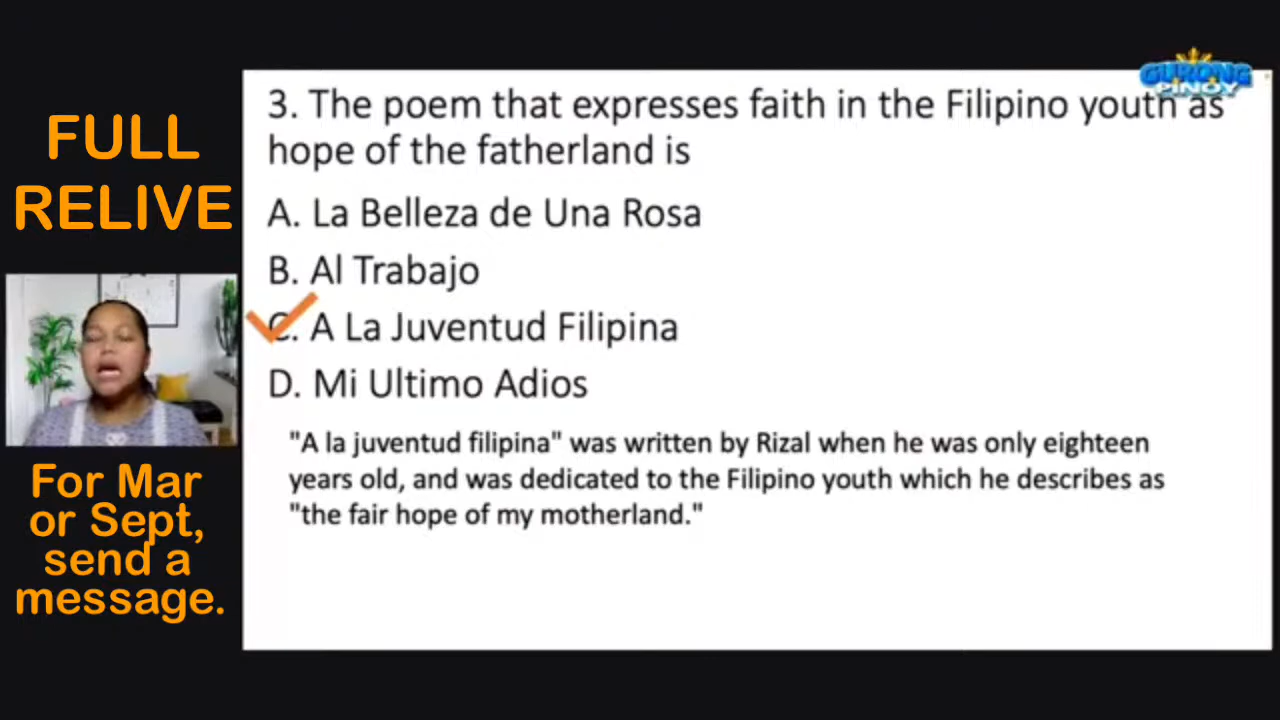 FULL
RELIVE
For Mar
or Sept,
send a
message.
GURONG
PINOY
3. The poem that expresses faith in the Filipino youth as
hope of the fatherland is
A. La Belleza de Una Rosa
B. Al Trabajo
C. A La Juventud Filipina
D. Mi Ultimo Adios
"A la juventud filipina" was written by Rizal when he was only eighteen
years old, and was dedicated to the Filipino youth which he describes as
"the fair hope of my motherland."